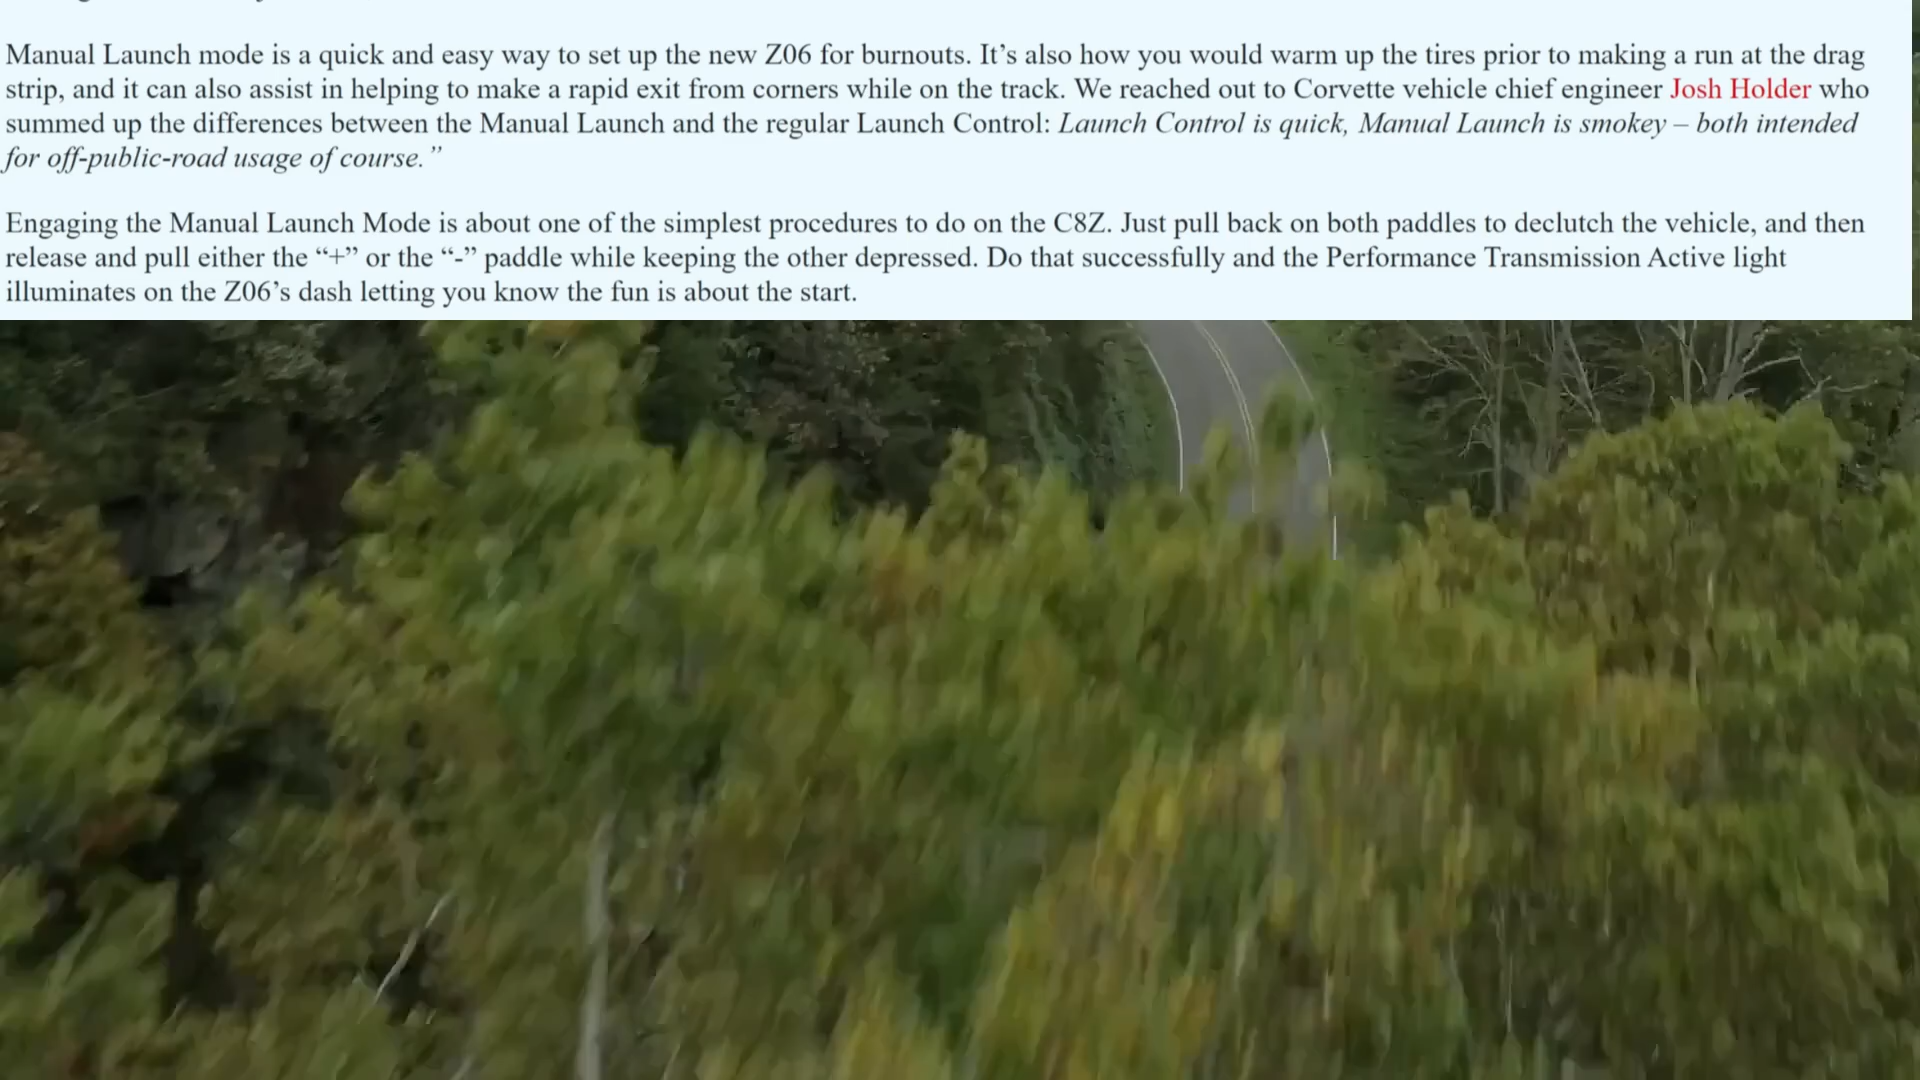 Manual Launch mode is a quick and easy way to set up the new Z06 for burnouts. It’s also how you would warm up the tires prior to making a run at the drag
strip, and it can also assist in helping to make a rapid exit from corners while on the track. We reached out to Corvette vehicle chief engineer Josh Holder who
summed up the differences between the Manual Launch and the regular Launch Control: Launch Control is quick, Manual Launch is smokey – both intended
for off-public-road usage of course.”
Engaging the Manual Launch Mode is about one of the simplest procedures to do on the C8Z. Just pull back on both paddles to declutch the vehicle, and then
release and pull either the “+” or the “-” paddle while keeping the other depressed. Do that successfully and the Performance Transmission Active light
illuminates on the Z06’s dash letting you know the fun is about the start.